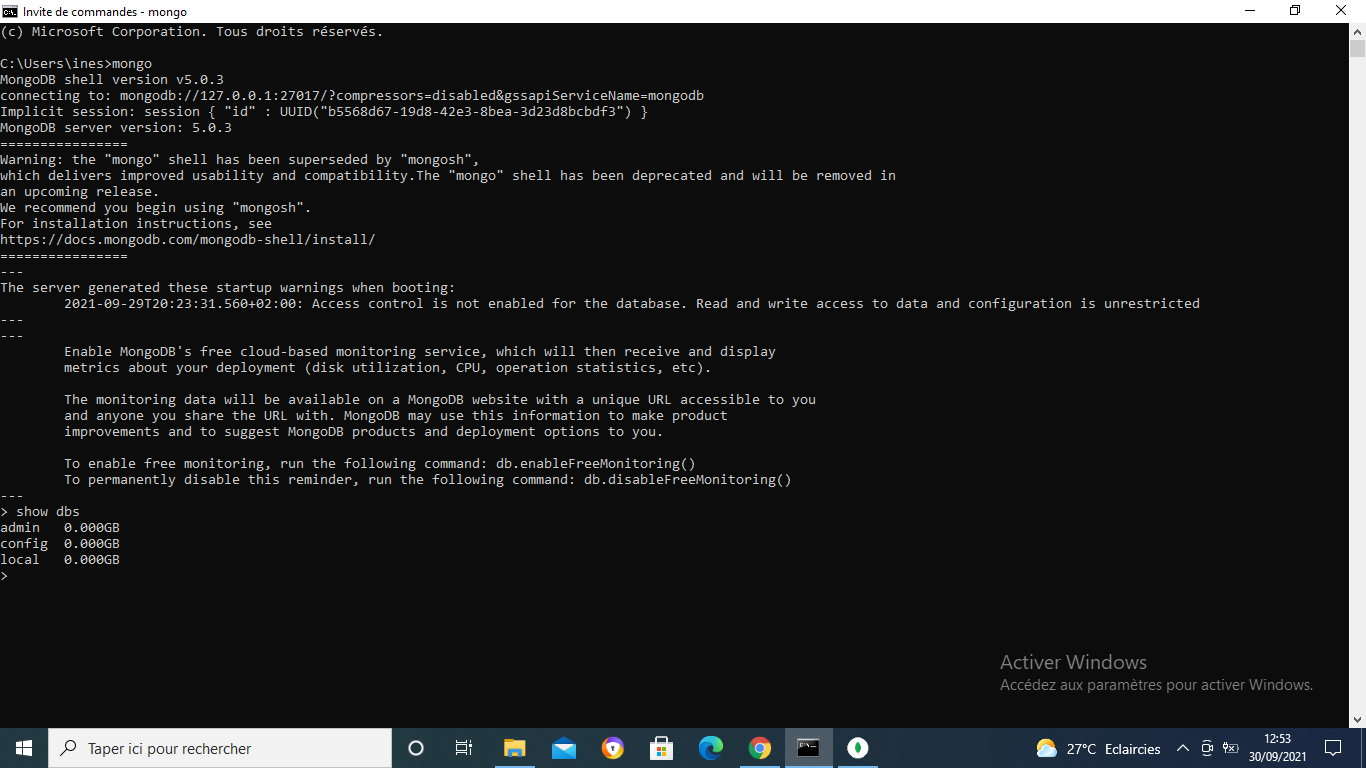 Invite de commandes - mongo
(c) Microsoft Corporation. Tous droits réservés.
C:\Users\ines>mongo
MongoDB shell version v5.0.3
connecting to: mongodb://127.0.0.1:27017/?compressors=disabled&gssapiServiceName=mongodb
Implicit session: session { "id" : UUID("b5568d67-19d8-42e3-8bea-3d23d8bcbdf3") }
MongoDB server version: 5.0.3
================
Warning: the "mongo" shell has been superseded by "mongosh",
which delivers improved usability and compatibility.The "mongo" shell has been deprecated and will be removed in
an upcoming release.
We recommend you begin using "mongosh".
For installation instructions, see
https://docs.mongodb.com/mongodb-shell/install/
================
---
The server generated these startup warnings when booting:
2021-09-29T20:23:31.560+02:00: Access control is not enabled for the database. Read and write access to data and configuration is unrestricted
---
---
Enable MongoDB's free cloud-based monitoring service, which will then receive and display
metrics about your deployment (disk utilization, CPU, operation statistics, etc).
The monitoring data will be available on a MongoDB website with a unique URL accessible to you
and anyone you share the URL with. MongoDB may use this information to make product
improvements and to suggest MongoDB products and deployment options to you.
To enable free monitoring, run the following command: db.enableFreeMonitoring()
To permanently disable this reminder, run the following command: db.disableFreeMonitoring()
---
> show dbs
admin   0.000GB
config  0.000GB
local   0.000GB
>
Activer Windows
Accédez aux paramètres pour activer Windows.
Taper ici pour rechercher
27°C Eclaircies
12:53
30/09/2021